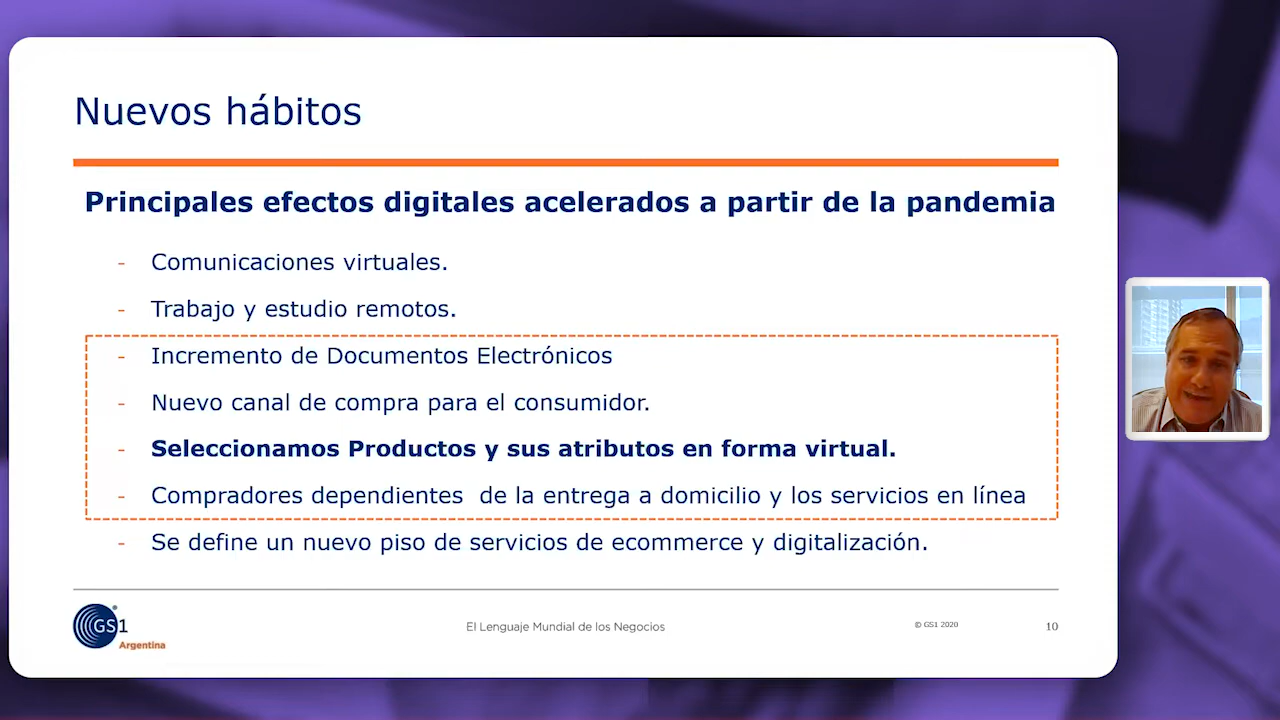 Nuevos hábitos
Principales efectos digitales acelerados a partir de la pandemia
- Comunicaciones virtuales.
- Trabajo y estudio remotos.
- Incremento de Documentos Electrónicos
- Nuevo canal de compra para el consumidor.
- Seleccionamos Productos y sus atributos en forma virtual.
- Compradores dependientes  de la entrega a domicilio y los servicios en línea
- Se define un nuevo piso de servicios de ecommerce y digitalización.
GS1
®
Argentina
El Lenguaje Mundial de los Negocios
© GS1 2020
10